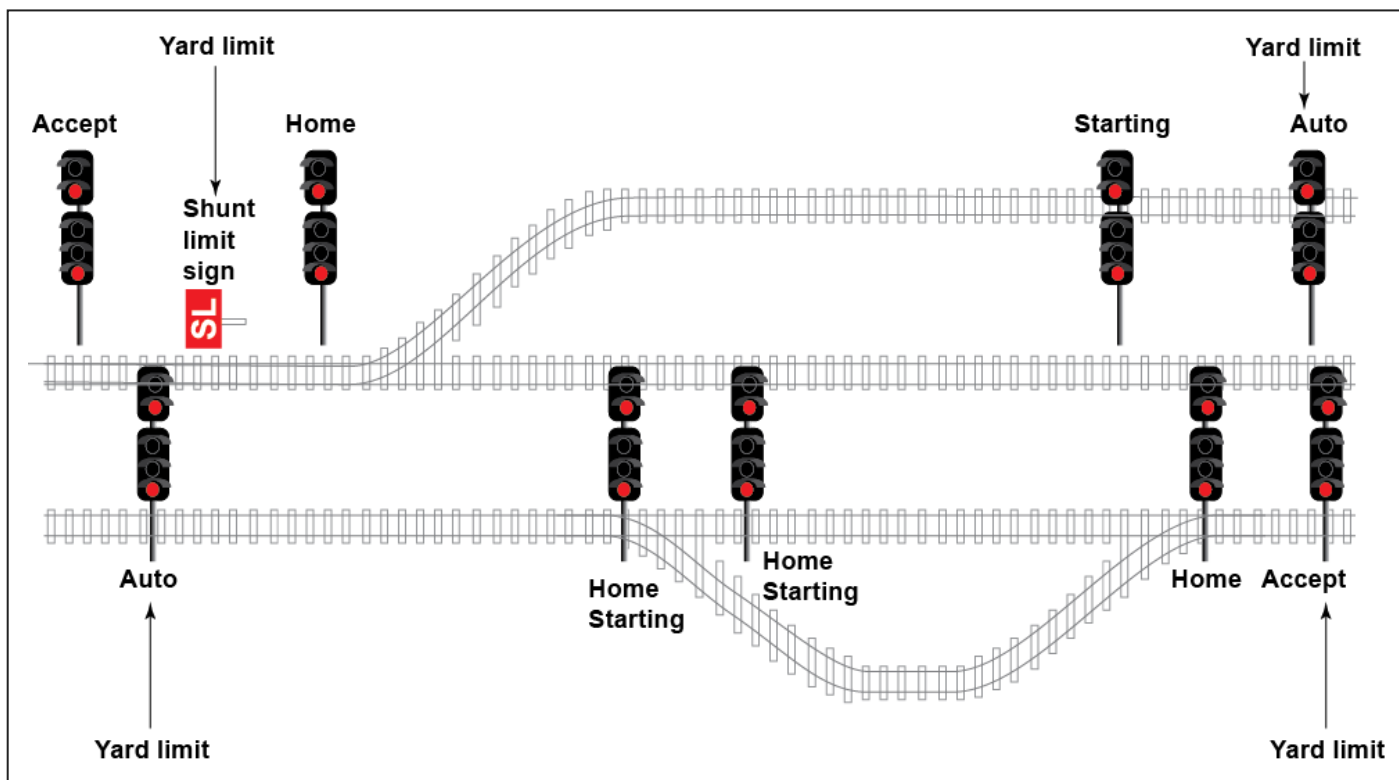 Yard limit
Yard limit
Accept
Home
Starting
Auto
Shunt
limit
sign
SL
Auto
Home
Starting
Home
Starting
Home
Accept
Yard limit
Yard limit